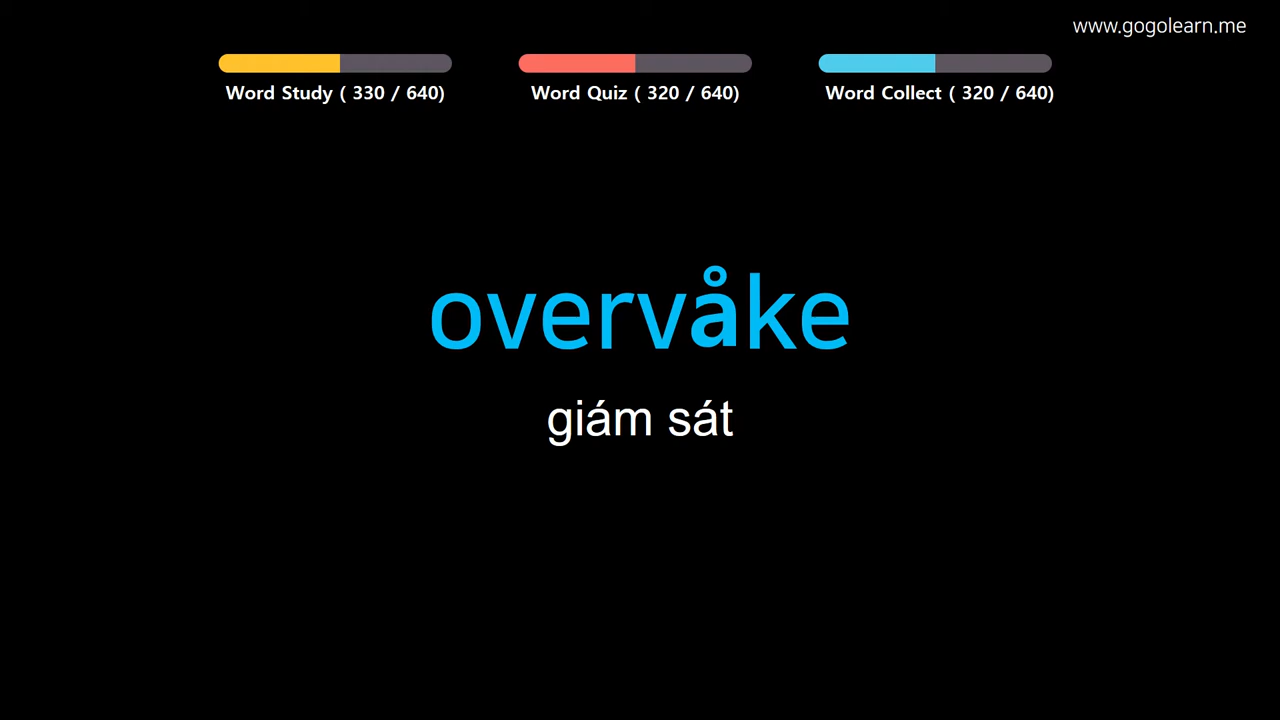 www.gogolearn.me
Word Study ( 330 / 640)
Word Quiz ( 320 / 640)
Word Collect ( 320 / 640)
overvåke
giám sát